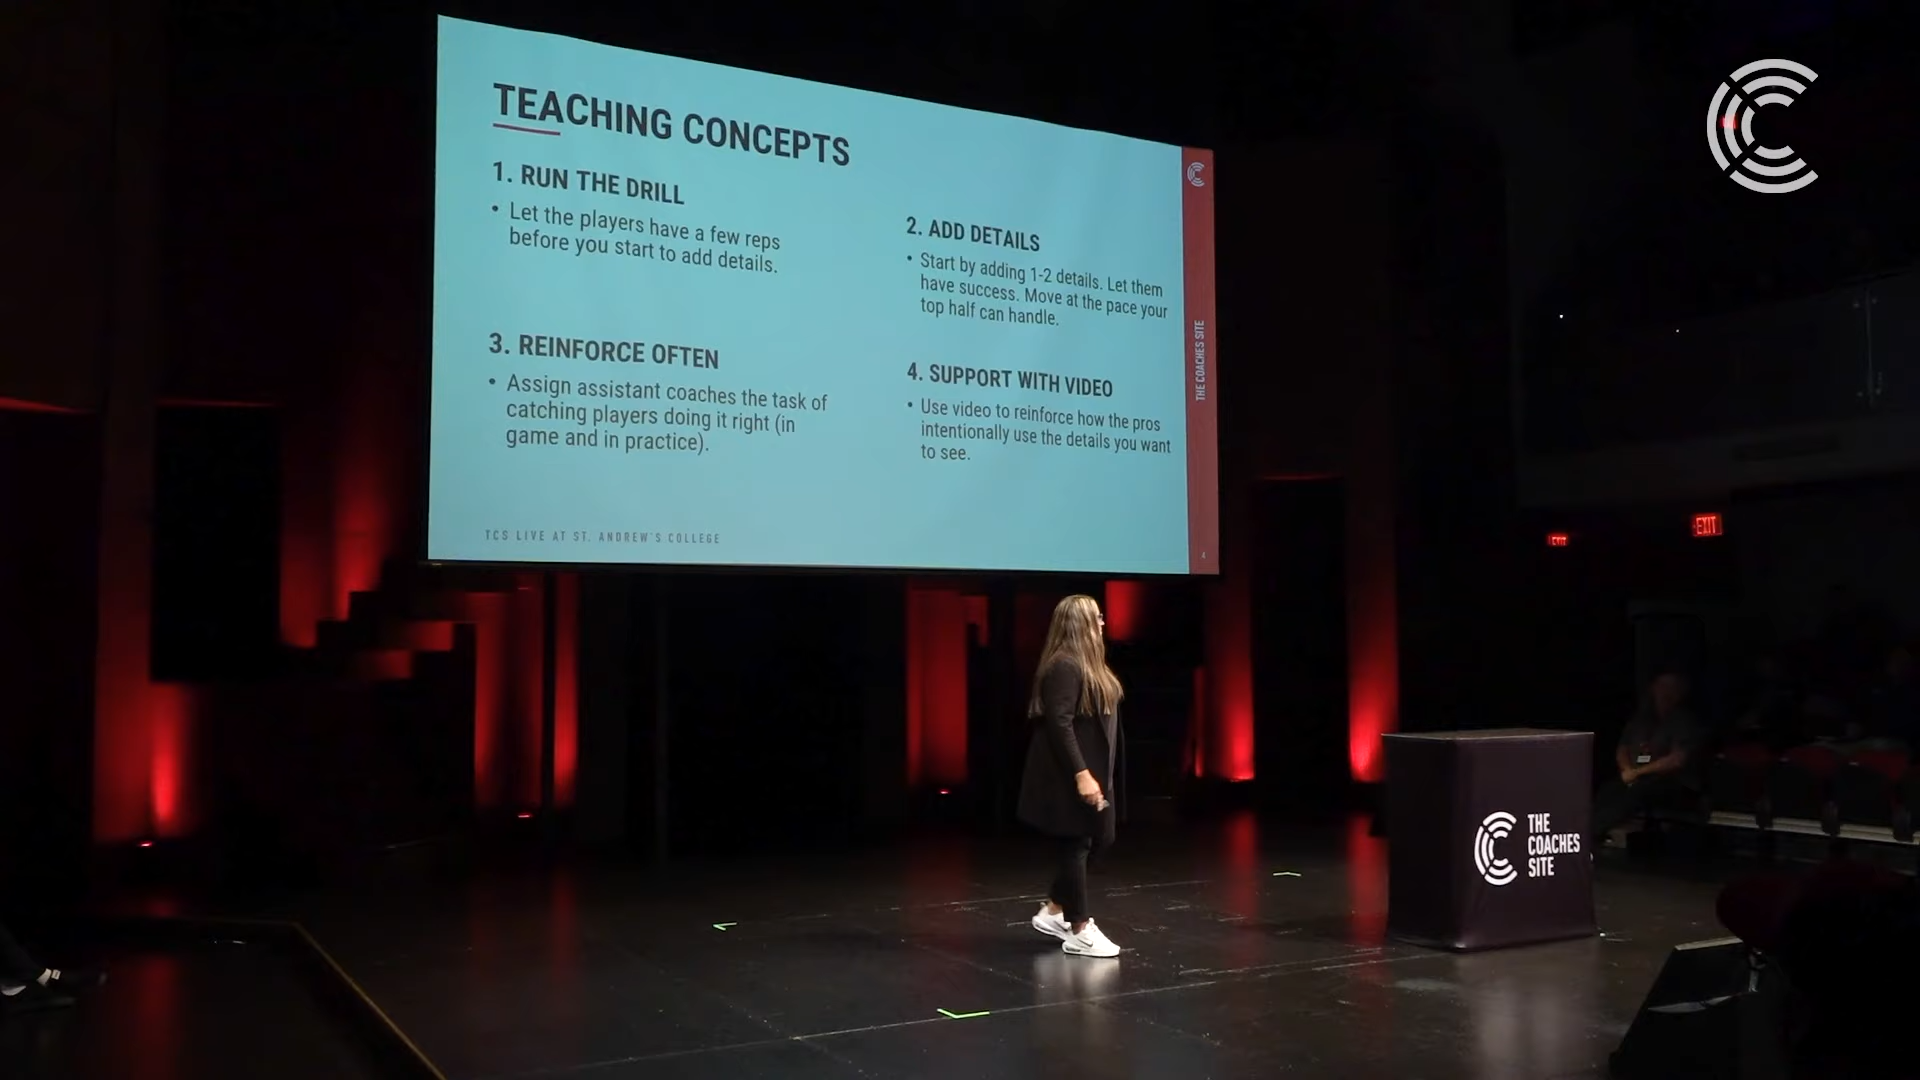 TEACHING CONCEPTS
1. RUN THE DRILL
• Let the players have a few reps
before you start to add details.
2. ADD DETAILS
• Start by adding 1-2 details. Let them
have success. Move at the pace your
top half can handle.
3. REINFORCE OFTEN
• Assign assistant coaches the task of
catching players doing it right (in
game and in practice).
4. SUPPORT WITH VIDEO
• Use video to reinforce how the pros
intentionally use the details you want
to see.
TCS LIVE AT ST. ANDREW'S COLLEGE
THE COACHES SITE
4
EXIT
EXIT
THE
COACHES
SITE